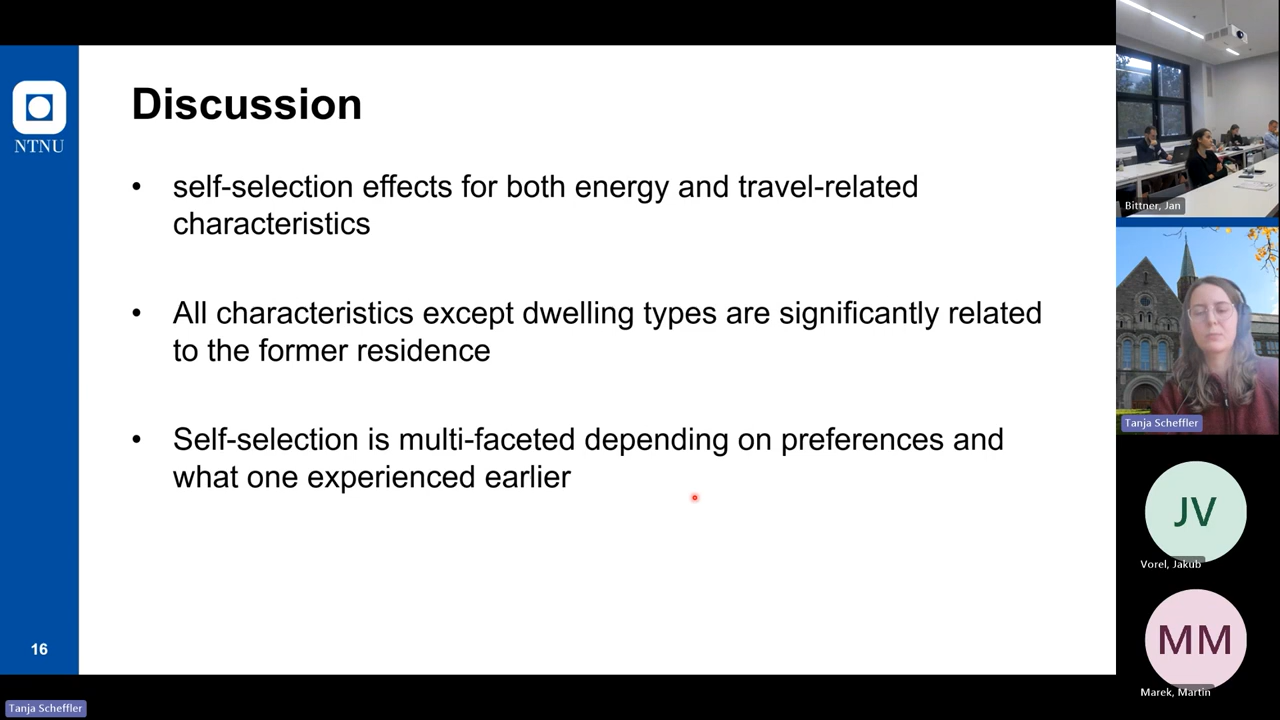 Discussion
NTNU
• self-selection effects for both energy and travel-related
characteristics
• All characteristics except dwelling types are significantly related
to the former residence
• Self-selection is multi-faceted depending on preferences and
what one experienced earlier
16
Tanja Scheffler
Bittner, Jan
Tanja Scheffler
JV
Vorel, Jakub
MM
Marek, Martin